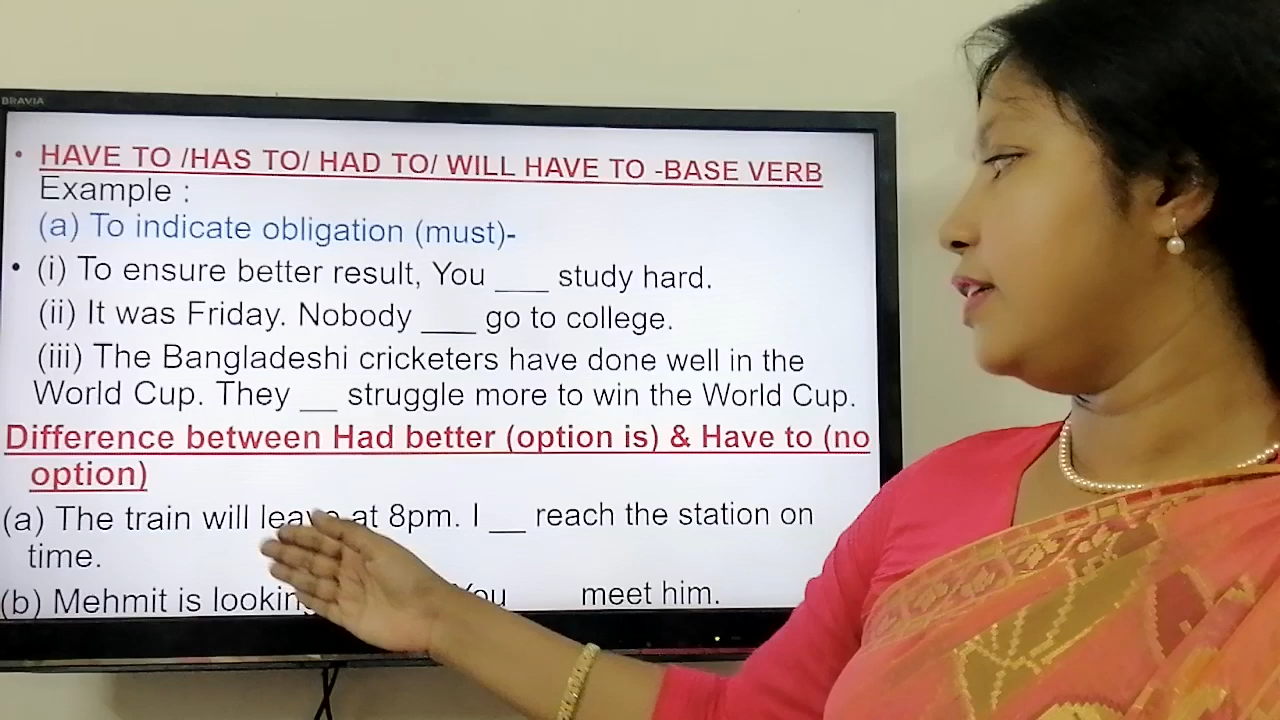 BRAVIA
• HAVE TO /HAS TO/ HAD TO/ WILL HAVE TO -BASE VERB
Example :
(a) To indicate obligation (must)-
• (i) To ensure better result, You ___ study hard.
(ii) It was Friday. Nobody ___ go to college.
(iii) The Bangladeshi cricketers have done well in the
World Cup. They __ struggle more to win the World Cup.
Difference between Had better (option is) & Have to (no
option)
(a) The train will leave at 8pm. I __ reach the station on
time.
(b) Mehmit is You ___ meet him.